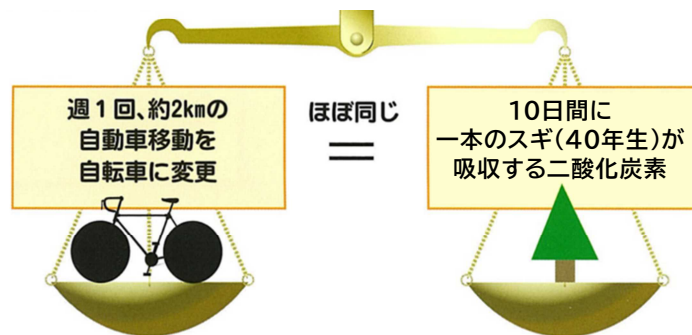 週1回、約2kmの
自動車移動を
自転車に変更
ほぼ同じ
=
10日間に
一本のスギ(40年生)が
吸収する二酸化炭素